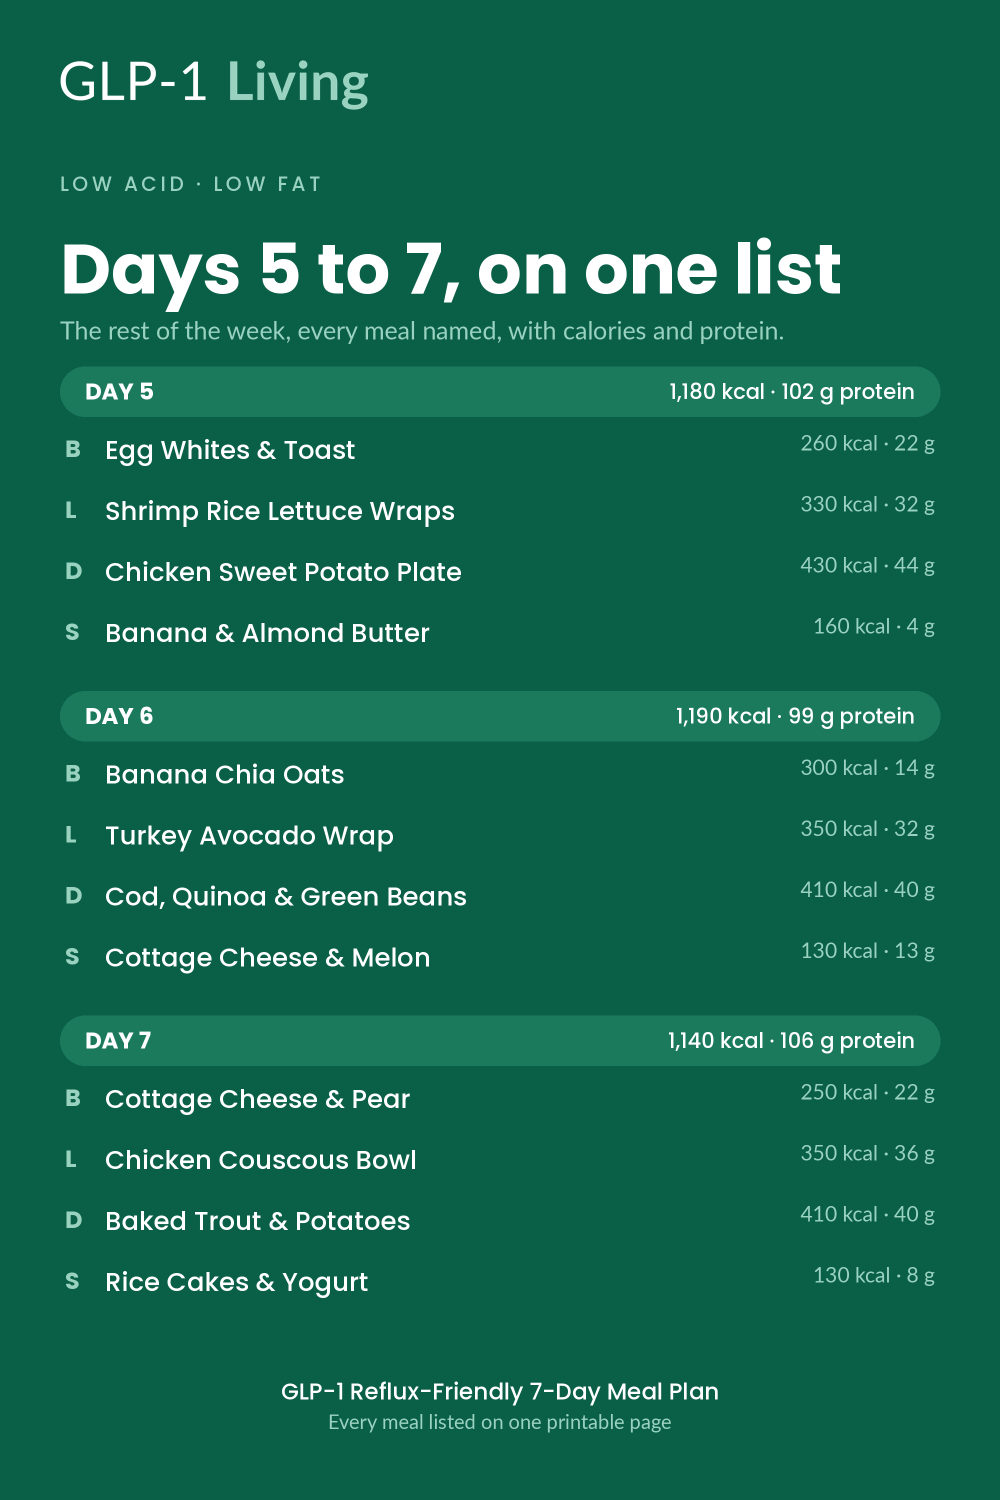 GLP-1 Living
LOW ACID · LOW FAT
Days 5 to 7, on one list
The rest of the week, every meal named, with calories and protein.
DAY 5 1,180 kcal · 102 g protein
B Egg Whites & Toast 260 kcal · 22 g
L Shrimp Rice Lettuce Wraps 330 kcal · 32 g
D Chicken Sweet Potato Plate 430 kcal · 44 g
S Banana & Almond Butter 160 kcal · 4 g
DAY 6 1,190 kcal · 99 g protein
B Banana Chia Oats 300 kcal · 14 g
L Turkey Avocado Wrap 350 kcal · 32 g
D Cod, Quinoa & Green Beans 410 kcal · 40 g
S Cottage Cheese & Melon 130 kcal · 13 g
DAY 7 1,140 kcal · 106 g protein
B Cottage Cheese & Pear 250 kcal · 22 g
L Chicken Couscous Bowl 350 kcal · 36 g
D Baked Trout & Potatoes 410 kcal · 40 g
S Rice Cakes & Yogurt 130 kcal · 8 g
GLP-1 Reflux-Friendly 7-Day Meal Plan
Every meal listed on one printable page